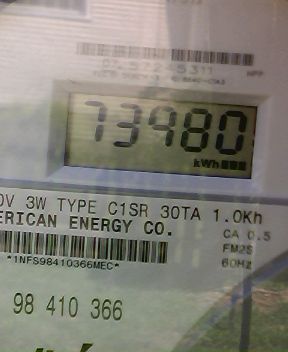 73980
kWh
0V 3W TYPE C1SR 30TA 1.0Kh
ERICAN ENERGY CO.
CA 0.5
FM2S
60Hz
*1NFS98410366MEC*
98 410 366